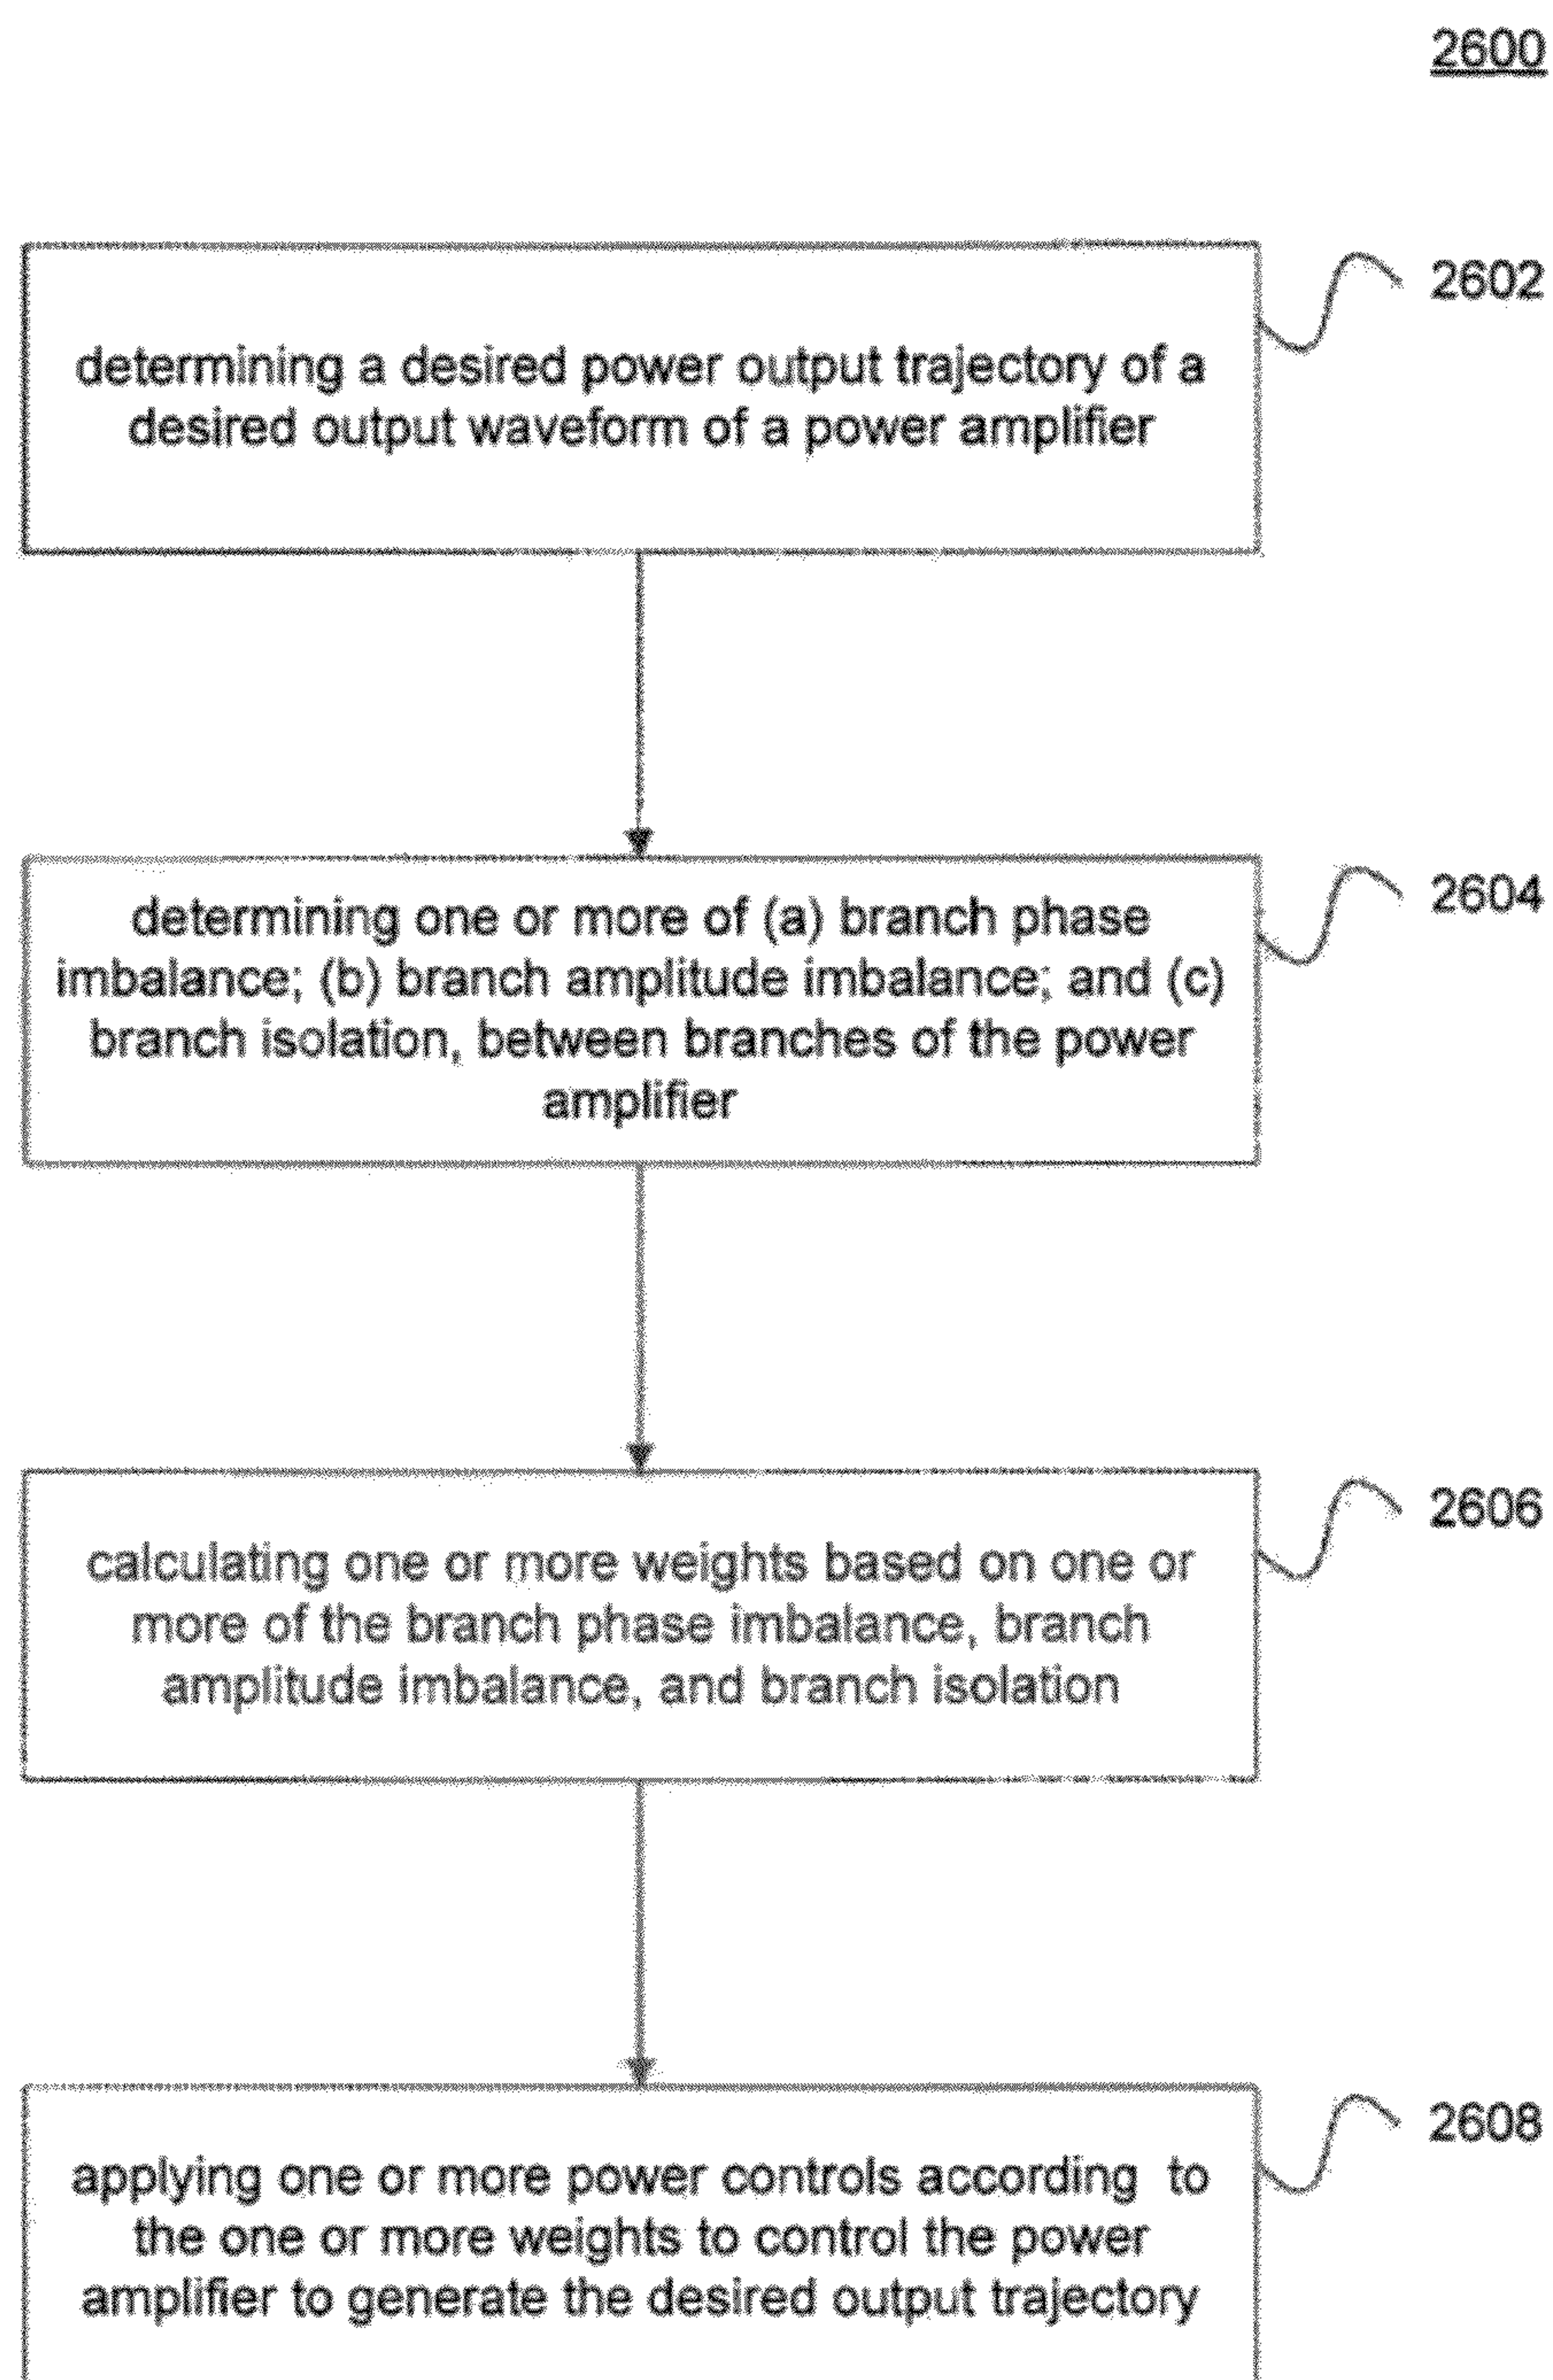 2600
2602
determining a desired power output trajectory of a
desired output waveform of a power amplifier
2604
determining one or more of (a) branch phase
imbalance; (b) branch amplitude imbalance; and (c)
branch isolation, between branches of the power
amplifier
2606
calculating one or more weights based on one or
more of the branch phase imbalance, branch
amplitude imbalance, and branch isolation
2608
applying one or more power controls according to
the one or more weights to control the power
amplifier to generate the desired output trajectory